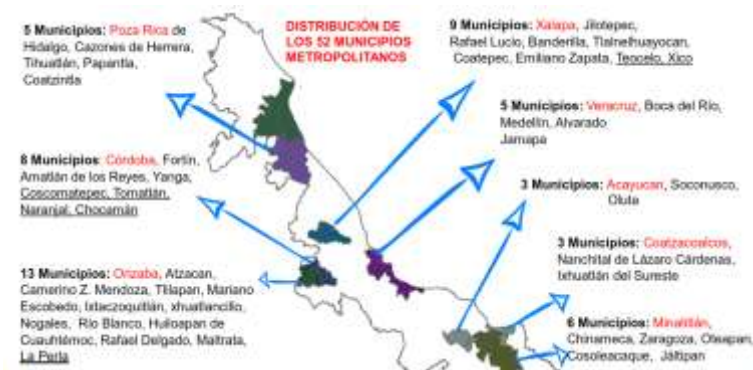 DISTRIBUCIÓN DE
LOS 52 MUNICIPIOS
METROPOLITANOS
5 Municipios: Poza Rica de
Hidalgo, Cazones de Herrera,
Tihuatlán, Papantla,
Coatzintla
8 Municipios: Córdoba, Fortín,
Amatlán de los Reyes, Yanga,
Coscomatepec, Tomatlán,
Naranjal, Chocamán
13 Municipios: Orizaba, Atzacan,
Camerino Z. Mendoza, Tlilapan, Mariano
Escobedo, Ixtaczoquitlán, xhuatlancillo,
Nogales, Río Blanco, Huiloapan de
Cuauhtémoc, Rafael Delgado, Maltrata,
La Perla
9 Municipios: Xalapa, Jilotepec,
Rafael Lucio, Banderilla, Tlalnelhuayocan,
Coatepec, Emiliano Zapata, Teocelo, Xico
5 Municipios: Veracruz, Boca del Río,
Medellín, Alvarado
Jamapa
3 Municipios: Acayucan, Soconusco,
Oluta
3 Municipios: Coatzacoalcos,
Nanchital de Lázaro Cárdenas,
Ixhuatlán del Sureste
6 Municipios: Minatitlán,
Chinameca, Zaragoza, Oteapan,
Cosoleacaque, Jáltipan